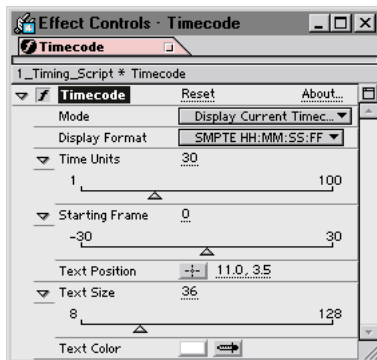 Effect Controls · Timecode
Timecode
1_Timing_Script * Timecode
Timecode Reset About...
Mode Display Current Timec...
Display Format SMPTE HH:MM:SS:FF
Time Units 30
1 100
Starting Frame 0
-30 30
Text Position 11.0, 3.5
Text Size 36
8 128
Text Color